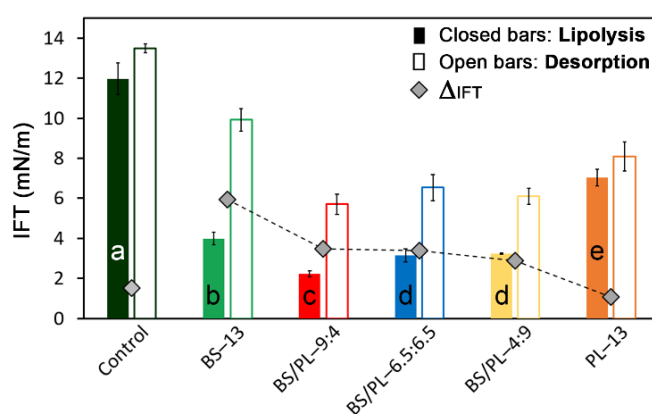 Closed bars: Lipolysis
Open bars: Desorption
ΔIFT
IFT (mN/m)
14
12
10
8
6
4
2
0
a
b
c
d
d
e
Control
BS–13
BS/PL–9:4
BS/PL–6.5:6.5
BS/PL–4:9
PL–13